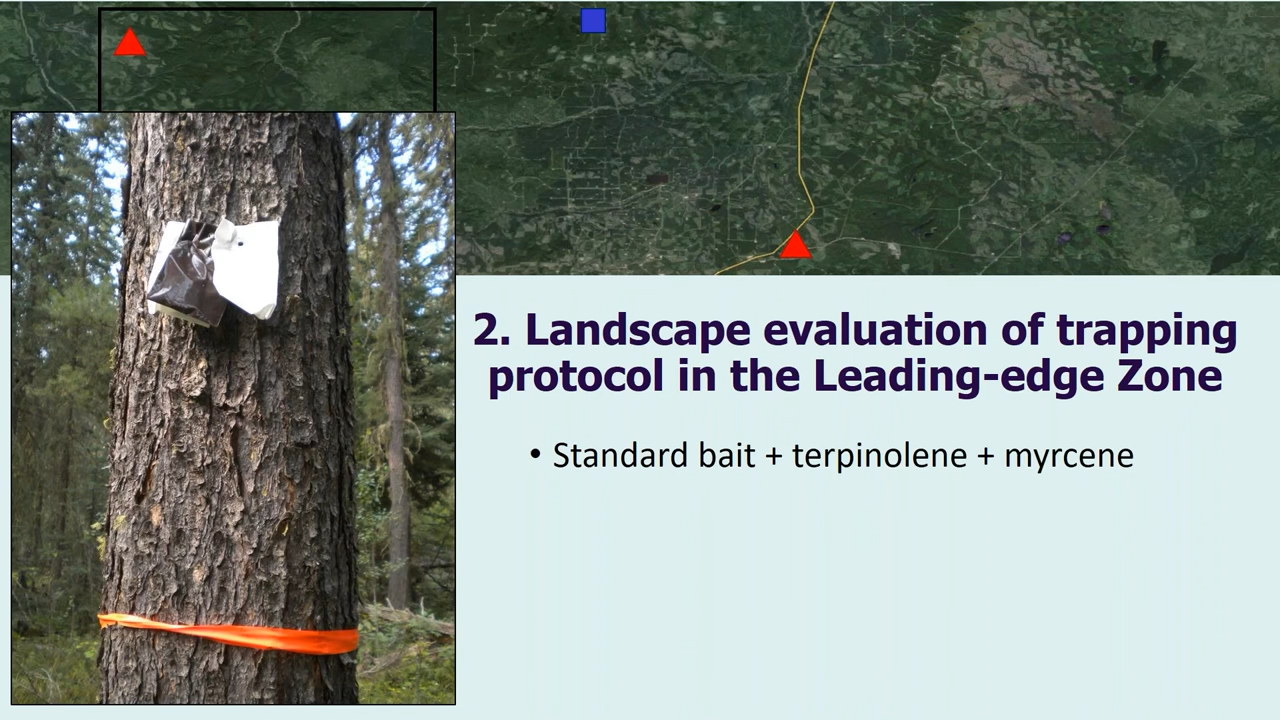 2. Landscape evaluation of trapping
protocol in the Leading-edge Zone
• Standard bait + terpinolene + myrcene